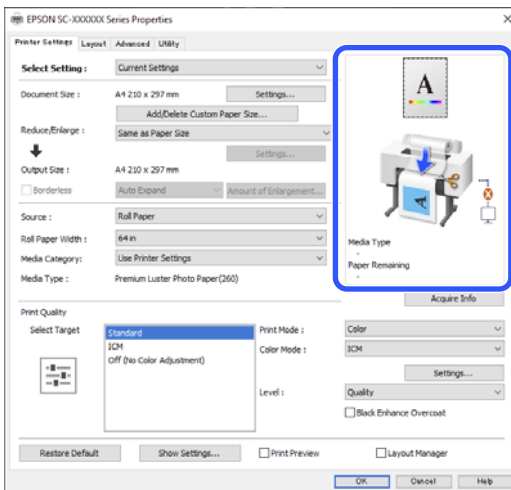 EPSON SC-XXXXXX Series Properties
Printer Settings Layout Advanced Utility
Select Setting : Current Settings
Document Size : A4 210 x 297 mm Settings...
Add/Delete Custom Paper Size...
Reduce/Enlarge : Same as Paper Size
Settings...
Output Size : A4 210 x 297 mm
Borderless Auto Expand Amount of Enlargement...
Source : Roll Paper
Roll Paper Width : 64 in
Media Category: Use Printer Settings
Media Type : Premium Luster Photo Paper(260)
A
A
Media Type
-
Paper Remaining
-
Acquire Info
Print Quality
Select Target
Standard
ICM
Off (No Color Adjustment)
Print Mode : Color
Color Mode : ICM
Settings...
Level : Quality
Black Enhance Overcoat
Restore Default Show Settings... Print Preview Layout Manager
OK Cancel Help